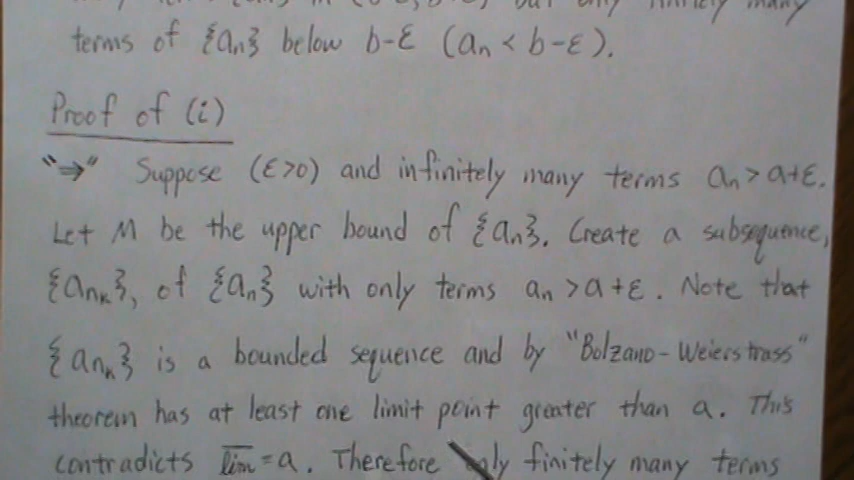 many
terms of {aₙ} below b-ε (aₙ < b-ε).
Proof of (i)
"⇒" Suppose (ε>0) and infinitely many terms aₙ > a+ε.
Let M be the upper bound of {aₙ}. Create a subsequence,
{aₙₖ}, of {aₙ} with only terms aₙ > a+ε. Note that
{aₙₖ} is a bounded sequence and by "Bolzano-Weierstrass"
theorem has at least one limit point greater than a. This
contradicts l̅i̅m̅ = a. Therefore only finitely many terms